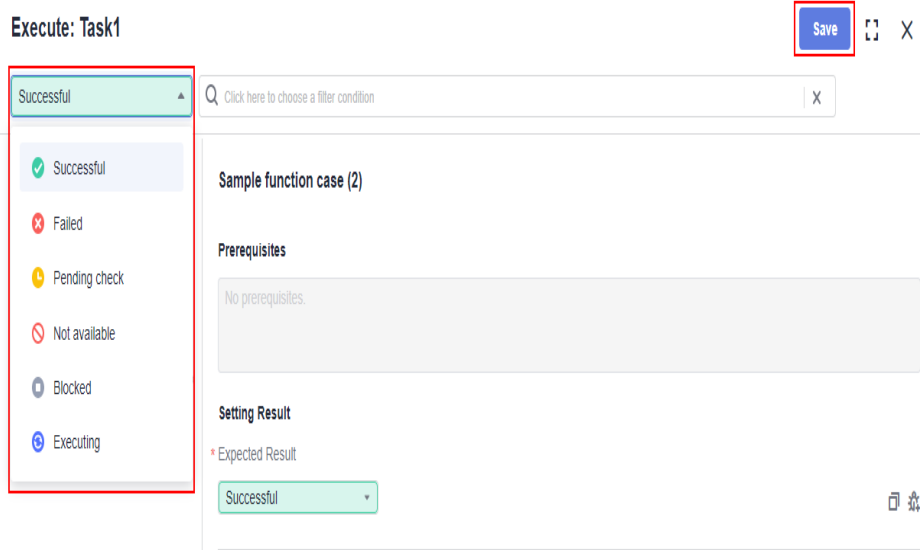 Execute: Task1
Save
Successful
Click here to choose a filter condition
Successful
Failed
Pending check
Not available
Blocked
Executing
Sample function case (2)
Prerequisites
No prerequisites.
Setting Result
* Expected Result
Successful